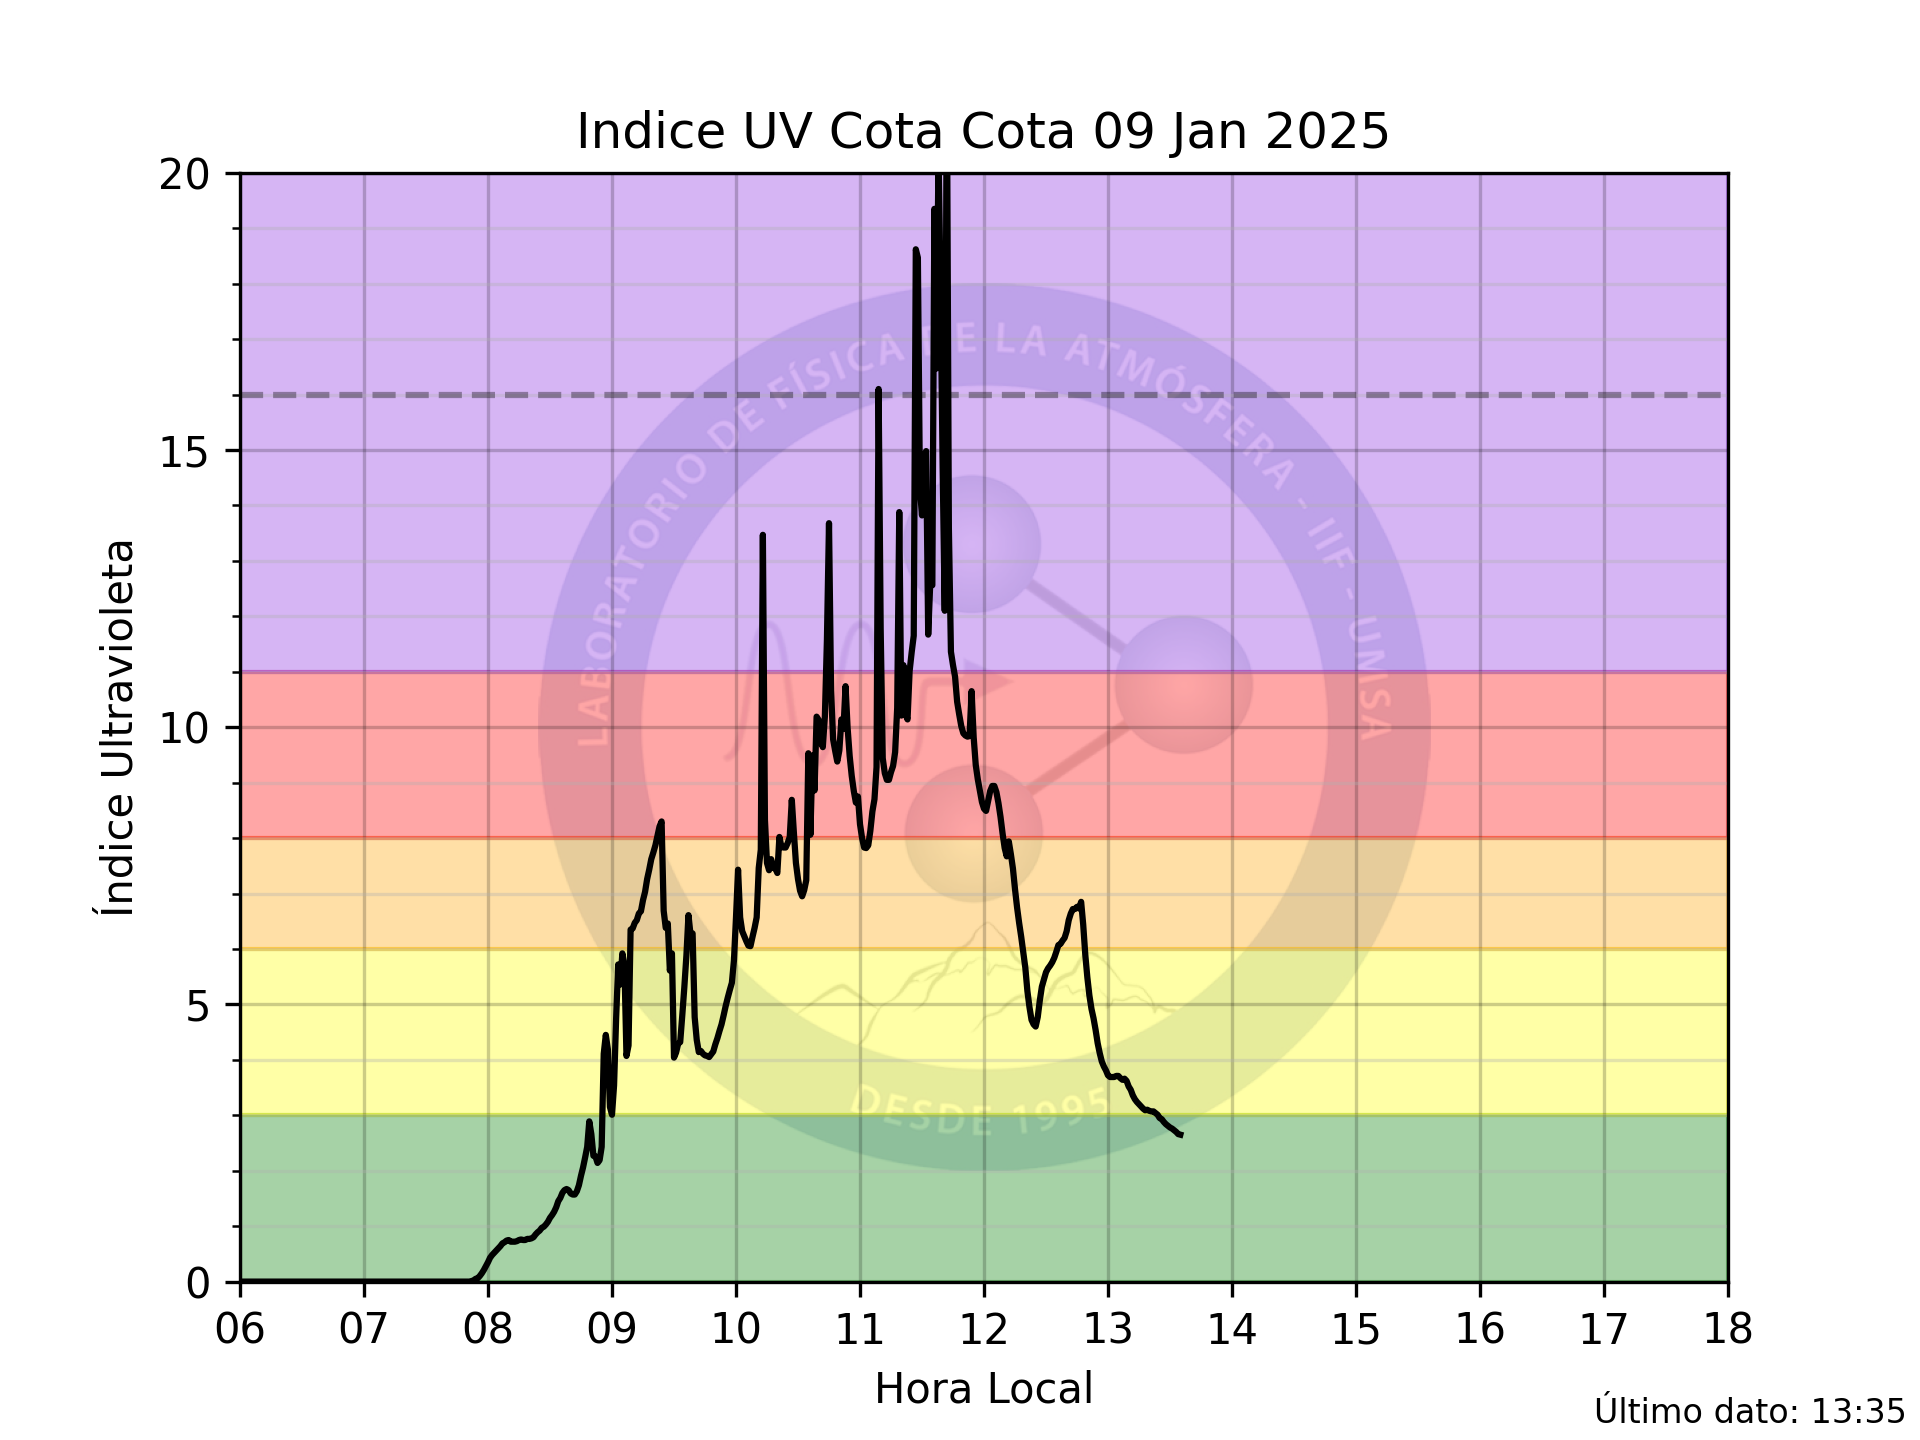 Indice UV Cota Cota 09 Jan 2025
20
15
10
5
0
Índice Ultravioleta
LABORATORIO DE FÍSICA DE LA ATMÓSFERA - IIF - UMSA
DESDE 1995
06 07 08 09 10 11 12 13 14 15 16 17 18
Hora Local
Último dato: 13:35